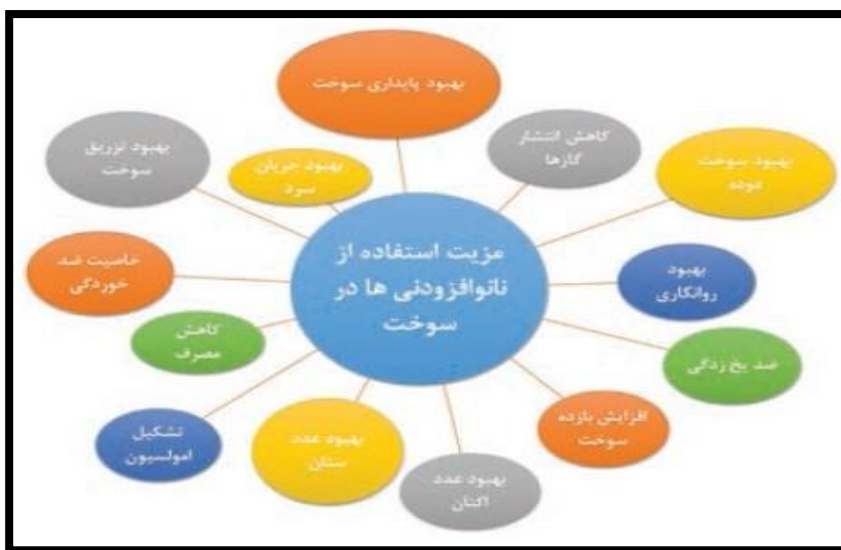 بهبود پایداری سوخت
کاهش انتشار
گازها
بهبود سوخت
دوده
بهبود
روانکاری
ضد یخ زدگی
افزایش بازده
سوخت
بهبود عدد
اکتان
بهبود عدد
ستان
تشکیل
امولسیون
کاهش
مصرف
خاصیت ضد
خوردگی
بهبود تزریق
سوخت
بهبود جریان
سرد
مزیت استفاده از
نانوافزودنی ها در
سوخت